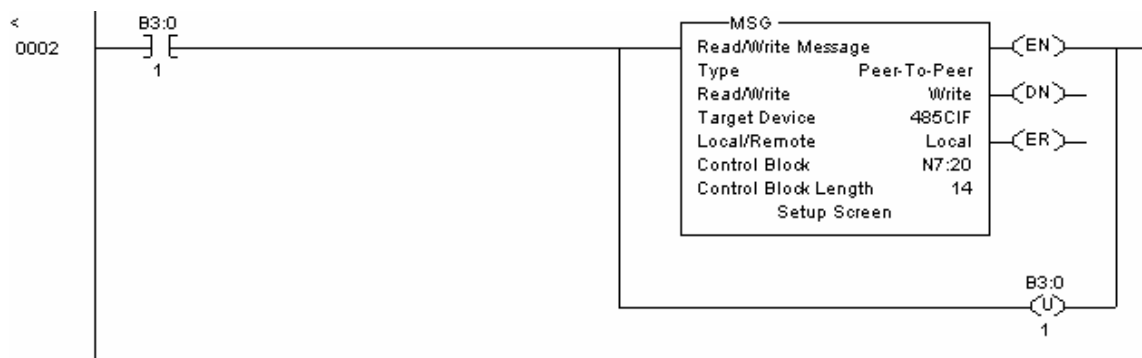 <
0002
B3:0
1
MSG
Read/Write Message
Type Peer-To-Peer
Read/Write Write
Target Device 485CIF
Local/Remote Local
Control Block N7:20
Control Block Length 14
Setup Screen
EN
DN
ER
B3:0
U
1